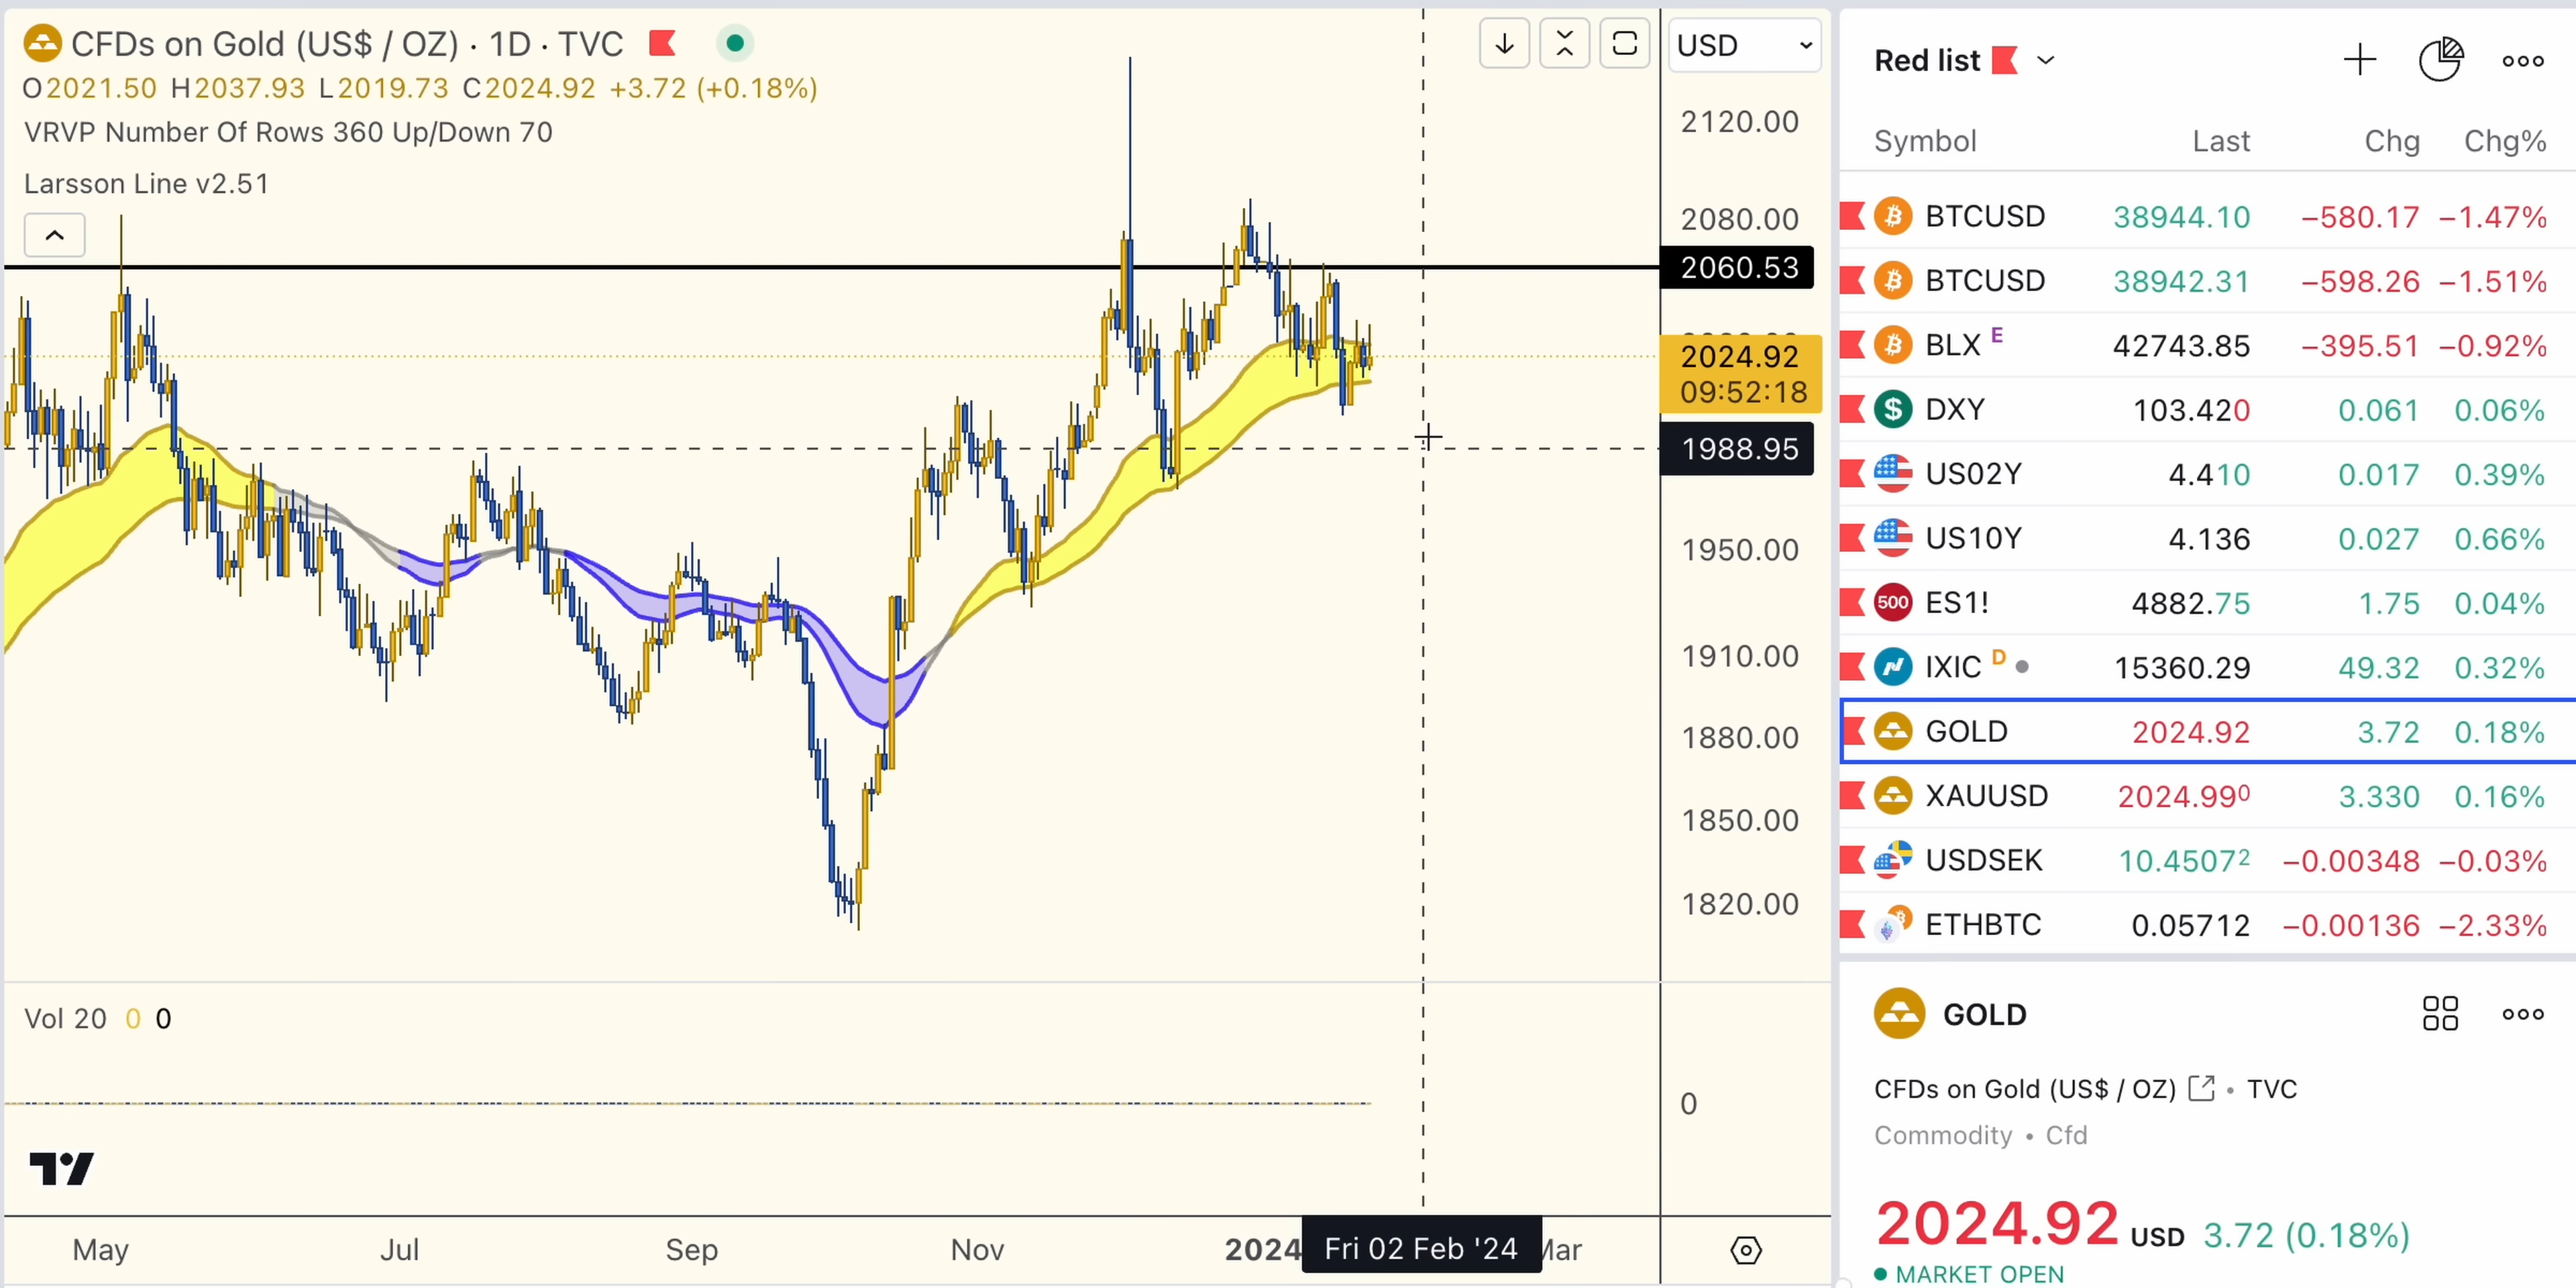 CFDs on Gold (US$ / OZ) · 1D · TVC
O2021.50 H2037.93 L2019.73 C2024.92 +3.72 (+0.18%)
VRVP Number Of Rows 360 Up/Down 70
Larsson Line v2.51
USD
2120.00
2080.00
2060.53
2024.92
09:52:18
1988.95
1950.00
1910.00
1880.00
1850.00
1820.00
Vol 20 0 0
0
May Jul Sep Nov 2024 Fri 02 Feb '24 Mar
Red list
Symbol Last Chg Chg%
BTCUSD 38944.10 −580.17 −1.47%
BTCUSD 38942.31 −598.26 −1.51%
BLX E 42743.85 −395.51 −0.92%
DXY 103.420 0.061 0.06%
US02Y 4.410 0.017 0.39%
US10Y 4.136 0.027 0.66%
500 ES1! 4882.75 1.75 0.04%
IXIC D 15360.29 49.32 0.32%
GOLD 2024.92 3.72 0.18%
XAUUSD 2024.990 3.330 0.16%
USDSEK 10.45072 −0.00348 −0.03%
ETHBTC 0.05712 −0.00136 −2.33%
GOLD
CFDs on Gold (US$ / OZ) • TVC
Commodity • Cfd
2024.92 USD 3.72 (0.18%)
MARKET OPEN